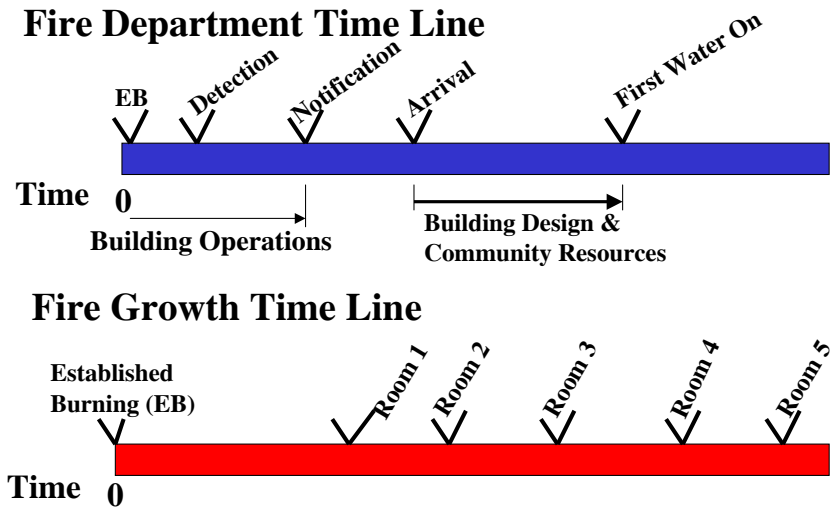 Fire Department Time Line
EB
Detection
Notification
Arrival
First Water On
Time 0
Building Operations
Building Design &
Community Resources
Fire Growth Time Line
Established
Burning (EB)
Room 1
Room 2
Room 3
Room 4
Room 5
Time 0